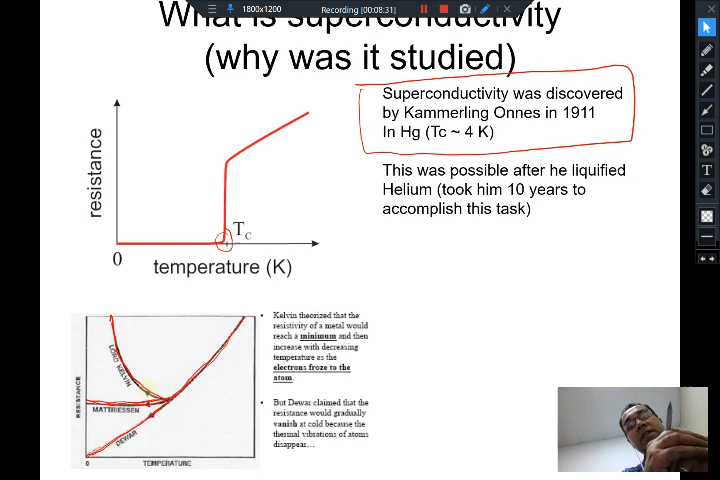 1800x1200
Recording [00:08:31]
What is superconductivity
(why was it studied)
Superconductivity was discovered
by Kammerling Onnes in 1911
In Hg (Tc ~ 4 K)
This was possible after he liquified
Helium (took him 10 years to
accomplish this task)
resistance
TC
0
temperature (K)
RESISTANCE
LORD KELVIN
MATTHIESSEN
DEWAR
0
TEMPERATURE
• Kelvin theorized that the
resistivity of a metal would
reach a minimum and then
increase with decreasing
temperature as the
electrons froze to the
atom.
• But Dewar claimed that the
resistance would gradually
vanish at cold because the
thermal vibrations of atoms
disappear…
T